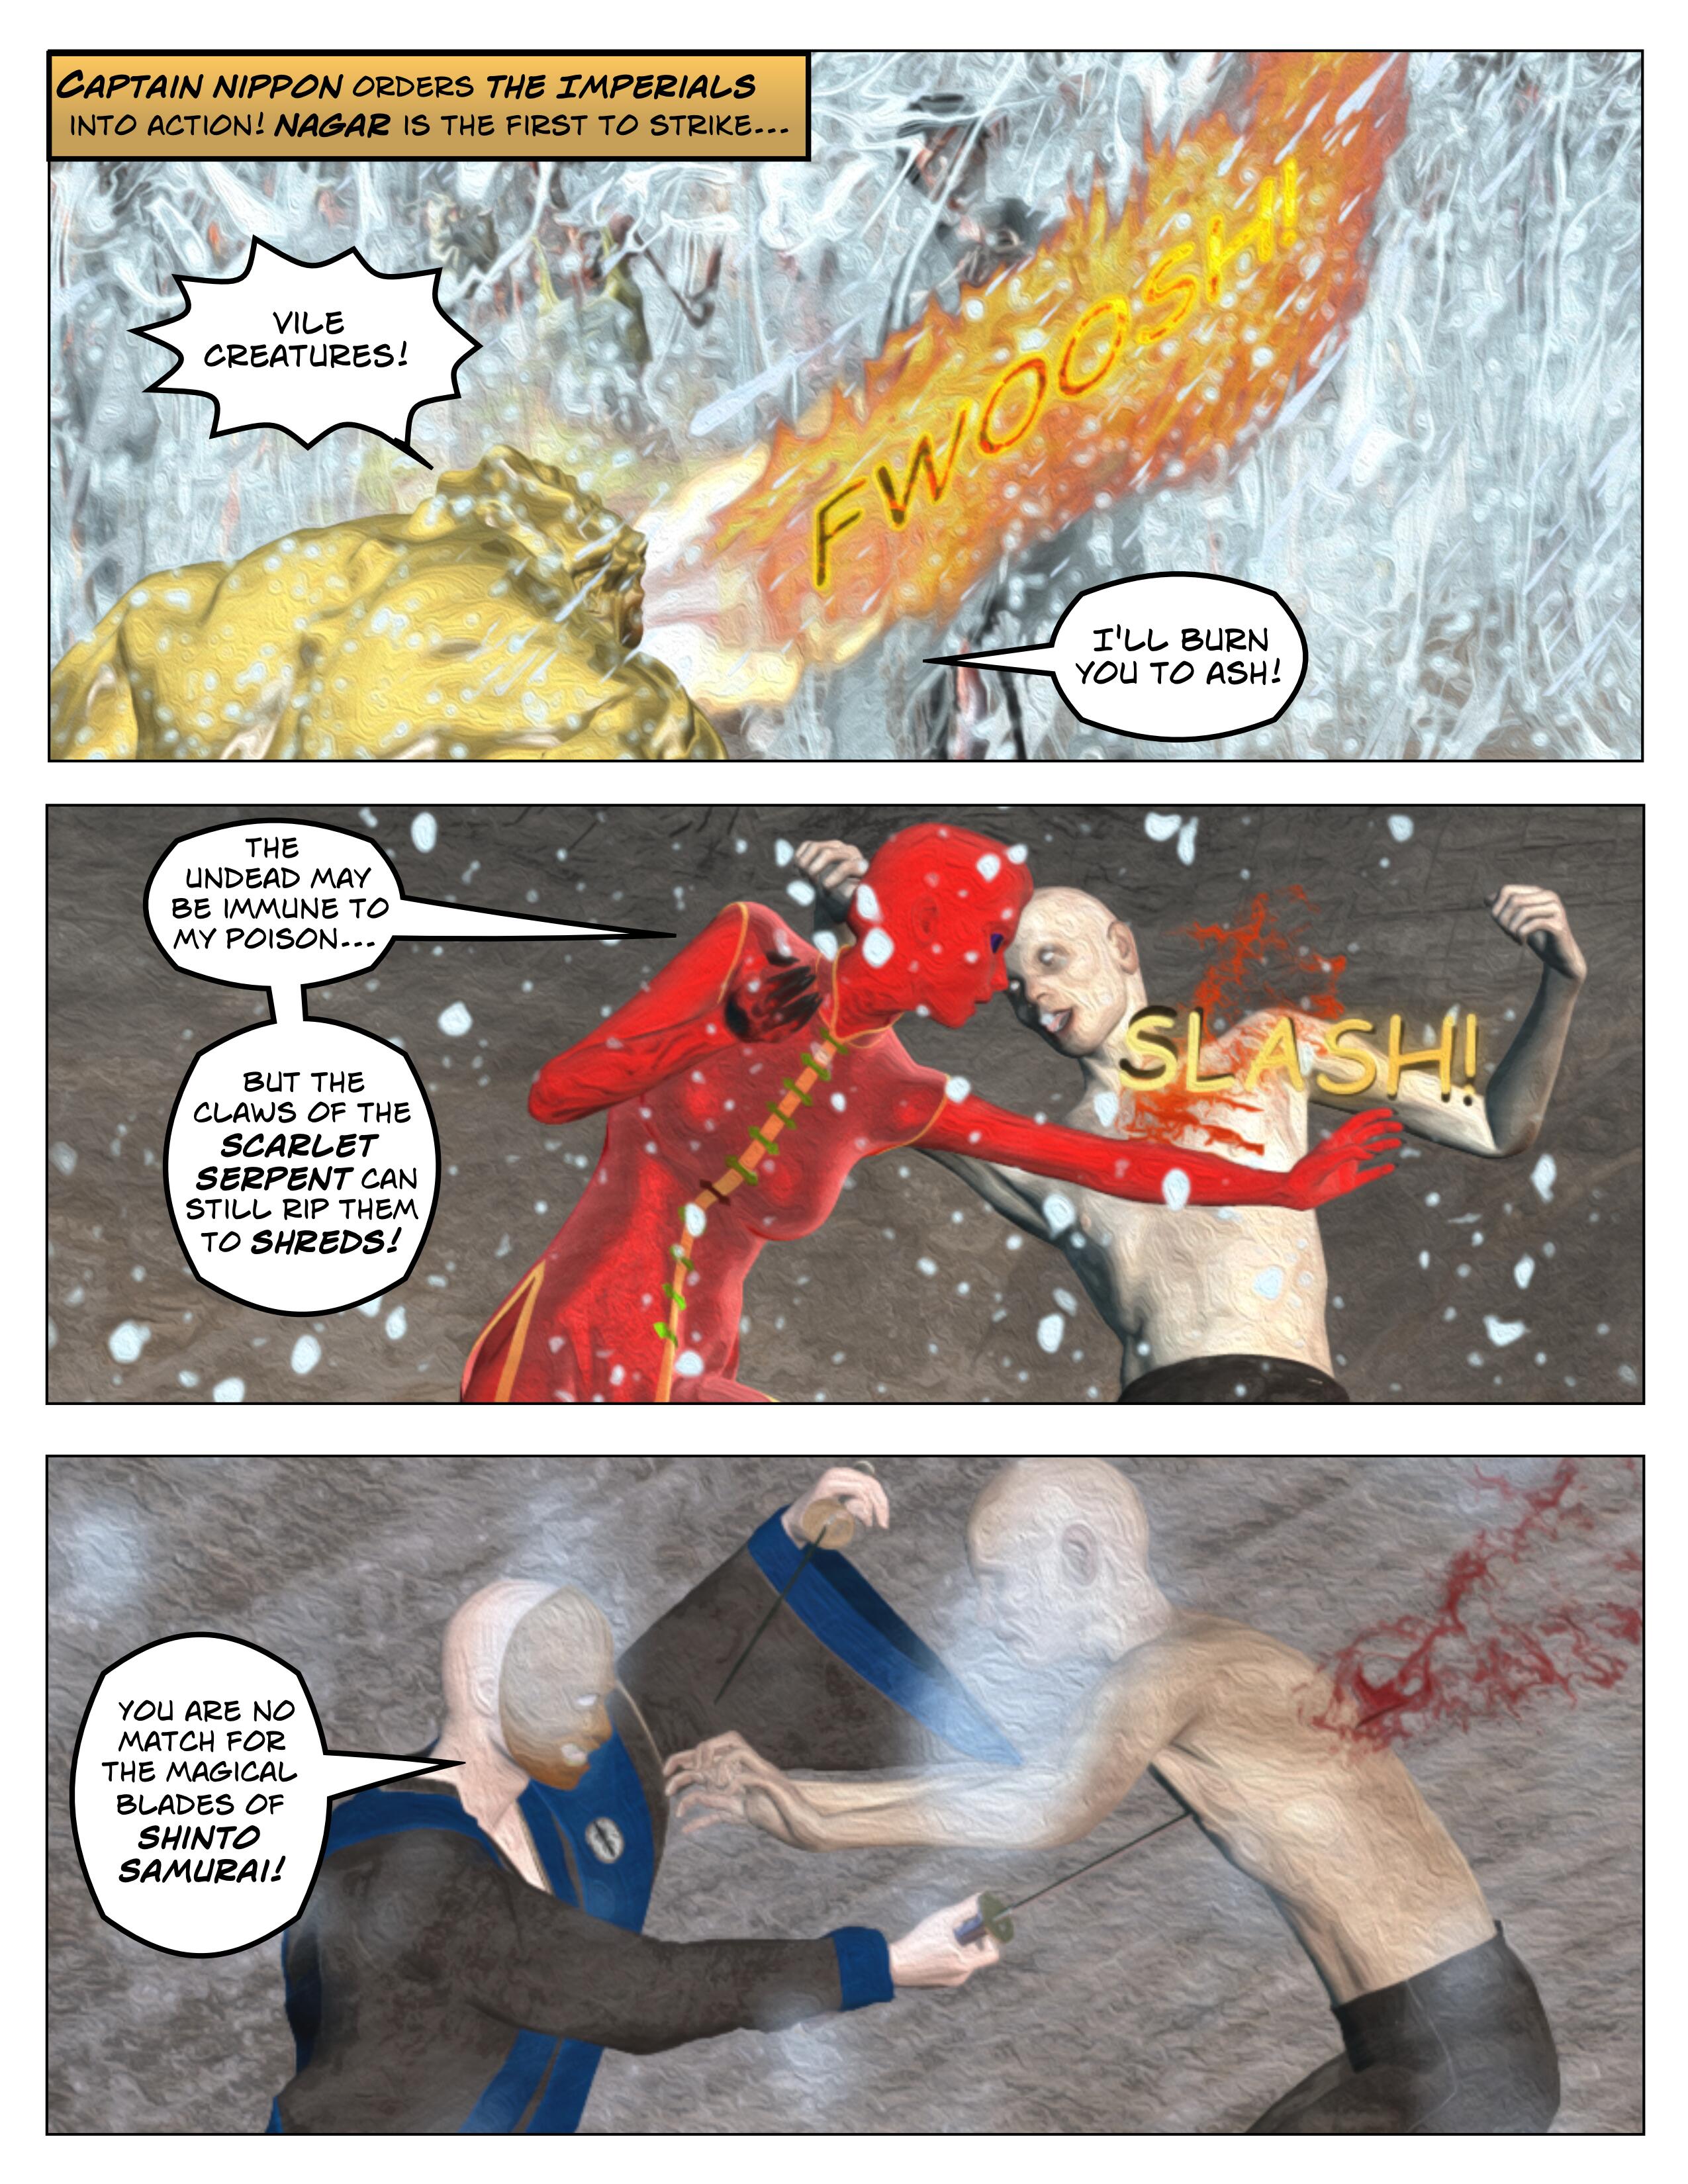 CAPTAIN NIPPON ORDERS THE IMPERIALS
INTO ACTION! NAGAR IS THE FIRST TO STRIKE...
VILE
CREATURES!
FWOOSH!
I'LL BURN
YOU TO ASH!
THE
UNDEAD MAY
BE IMMUNE TO
MY POISON...
BUT THE
CLAWS OF THE
SCARLET
SERPENT CAN
STILL RIP THEM
TO SHREDS!
SLASH!
YOU ARE NO
MATCH FOR
THE MAGICAL
BLADES OF
SHINTO
SAMURAI!